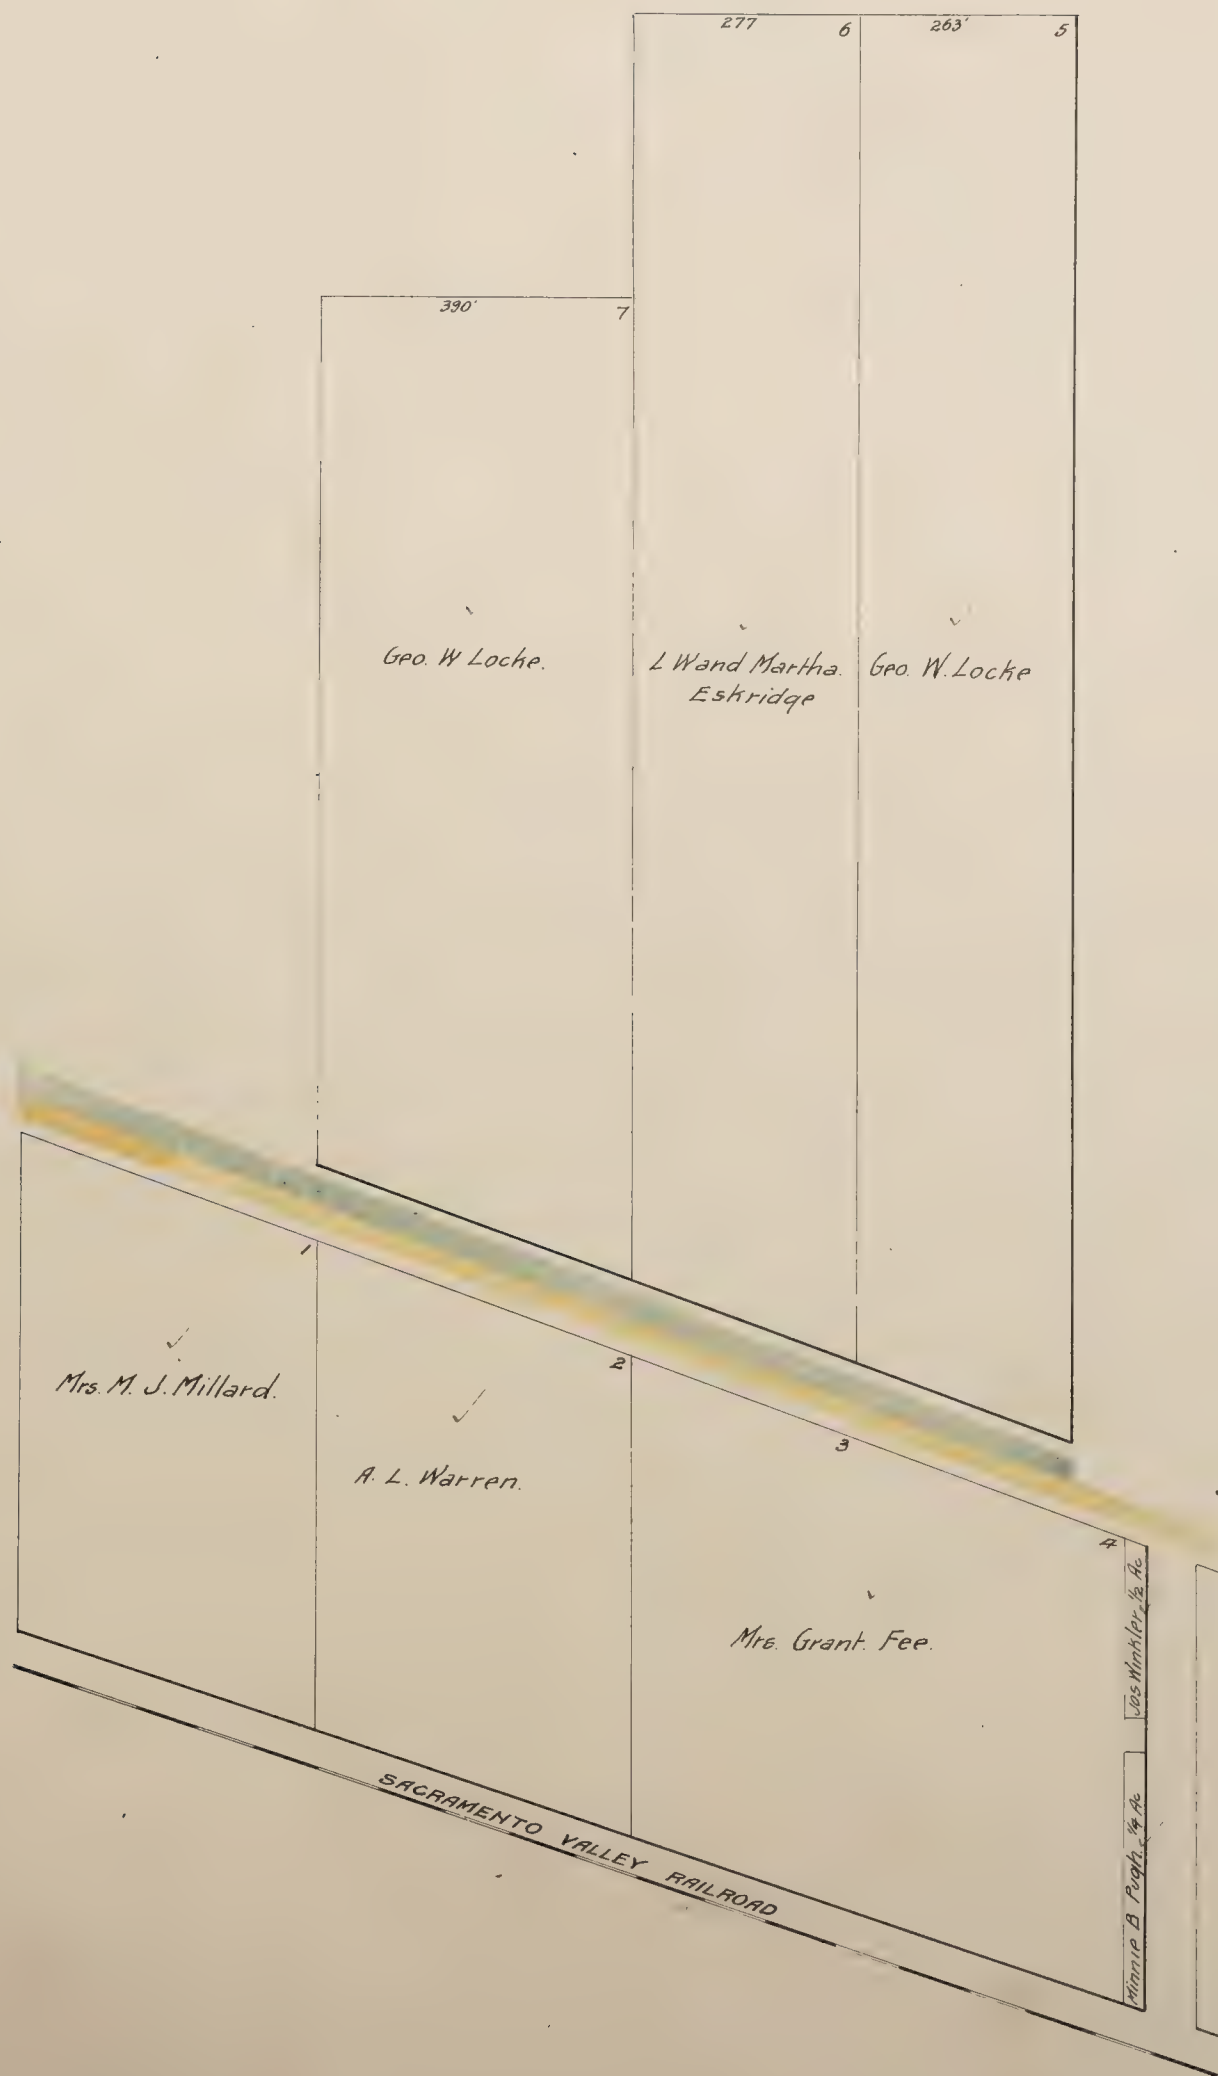 277
6
263'
5
390'
7
Geo. W Locke.
L W and Martha.
Eskridge
Geo. W. Locke
1
2
3
4
Mrs. M. J. Millard.
A. L. Warren.
Mrs. Grant. Fee.
Jos Winkler, 1/2 Ac
Minnie B Pugh. 1/4 Ac
SACRAMENTO VALLEY RAILROAD